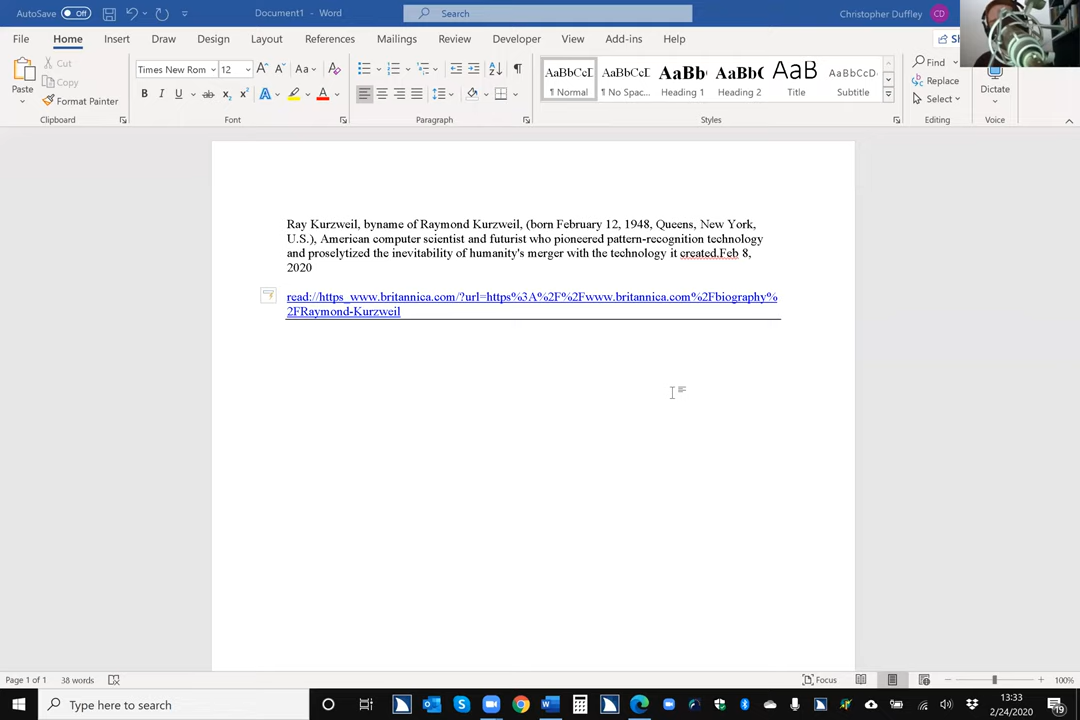 AutoSave Off Document1 - Word Search Christopher Duffley CD
File Home Insert Draw Design Layout References Mailings Review View Developer Add-ins Help
Paste Cut Copy Format Painter
Times New Rom 12 Aa
B I U ab x₂ x² A A
AaBbCcD AaBbCcD AaBbC AaBbC AaB AaBbCcD
¶ Normal ¶ No Spac... Heading 1 Heading 2 Title Subtitle
Find Replace Select Dictate
Clipboard Font Paragraph Styles Editing Voice
Ray Kurzweil, byname of Raymond Kurzweil, (born February 12, 1948, Queens, New York,
U.S.), American computer scientist and futurist who pioneered pattern-recognition technology
and proselytized the inevitability of humanity's merger with the technology it created.Feb 8,
2020
read://https_www.britannica.com/?url=https%3A%2F%2Fwww.britannica.com%2Fbiography%
2FRaymond-Kurzweil
Page 1 of 1 38 words Focus 100%
Type here to search 13:33
2/24/2020 19